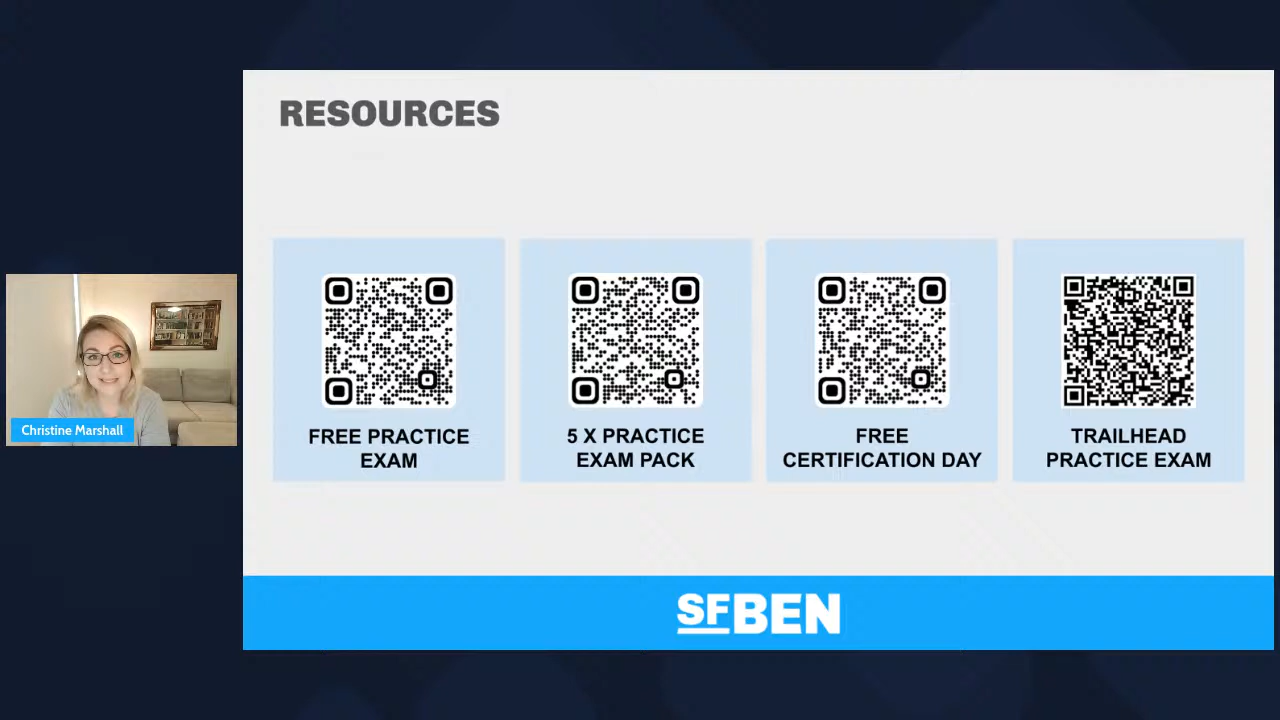 RESOURCES
FREE PRACTICE
EXAM
5 X PRACTICE
EXAM PACK
FREE
CERTIFICATION DAY
TRAILHEAD
PRACTICE EXAM
Christine Marshall
SFBEN